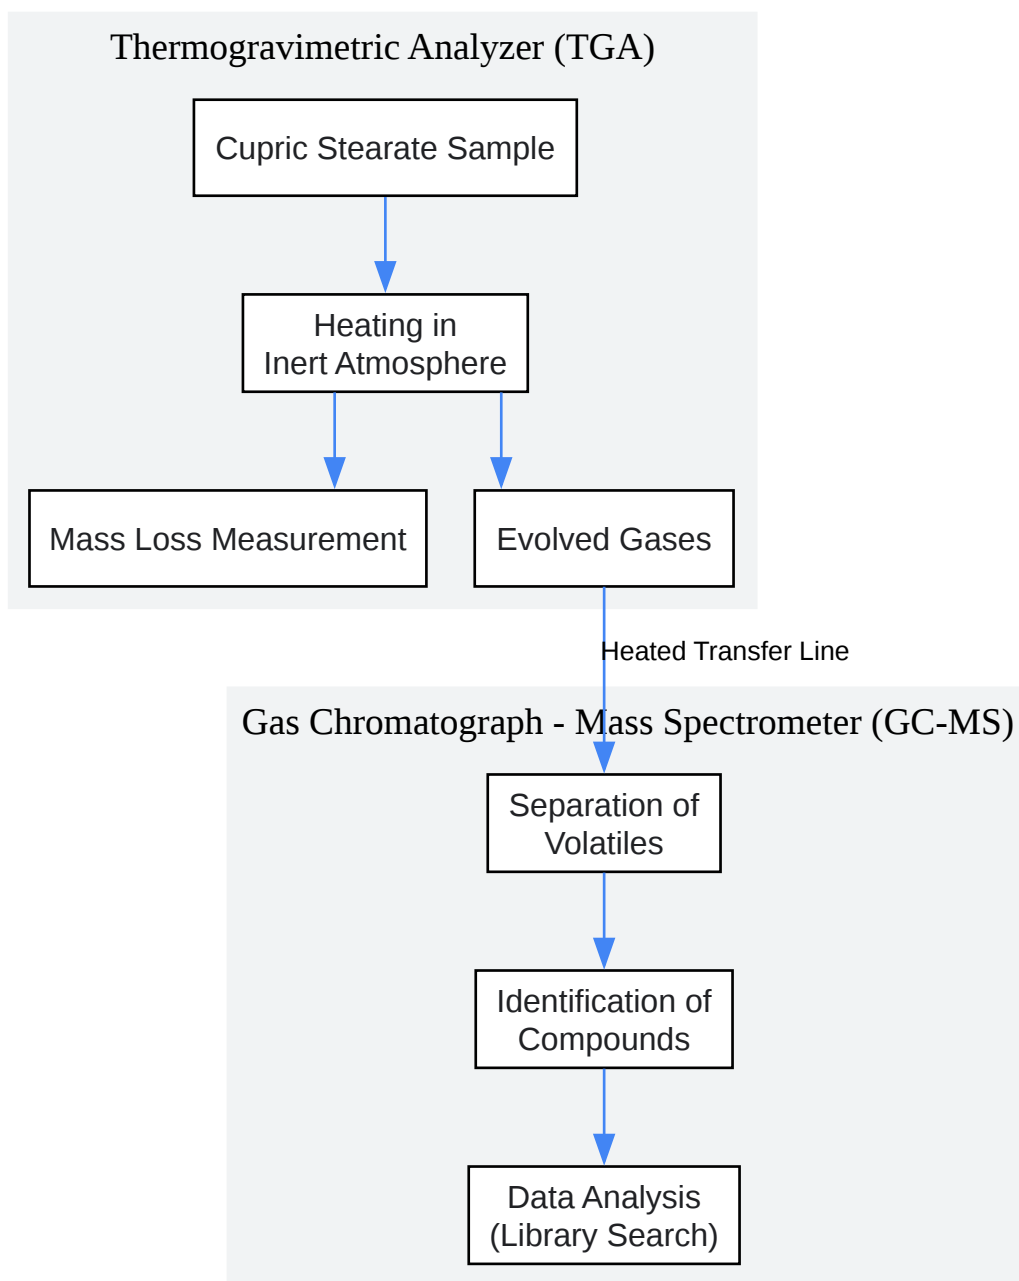 Thermogravimetric Analyzer (TGA)
Cupric Stearate Sample
Heating in
Inert Atmosphere
Mass Loss Measurement
Evolved Gases
Heated Transfer Line
Gas Chromatograph - Mass Spectrometer (GC-MS)
Separation of
Volatiles
Identification of
Compounds
Data Analysis
(Library Search)